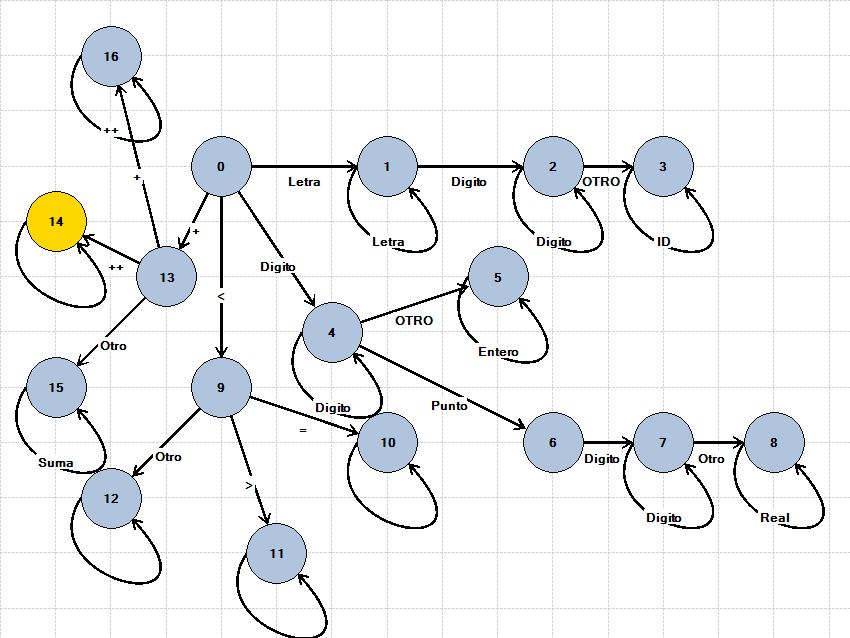 16
++
+
0
Letra
1
Digito
2
OTRO
3
Letra
Digito
ID
14
++
13
+
Digito
<
5
OTRO
Entero
4
Otro
15
9
Digito
Punto
Suma
Otro
=
10
6
Digito
7
Otro
8
12
>
Digito
Real
11